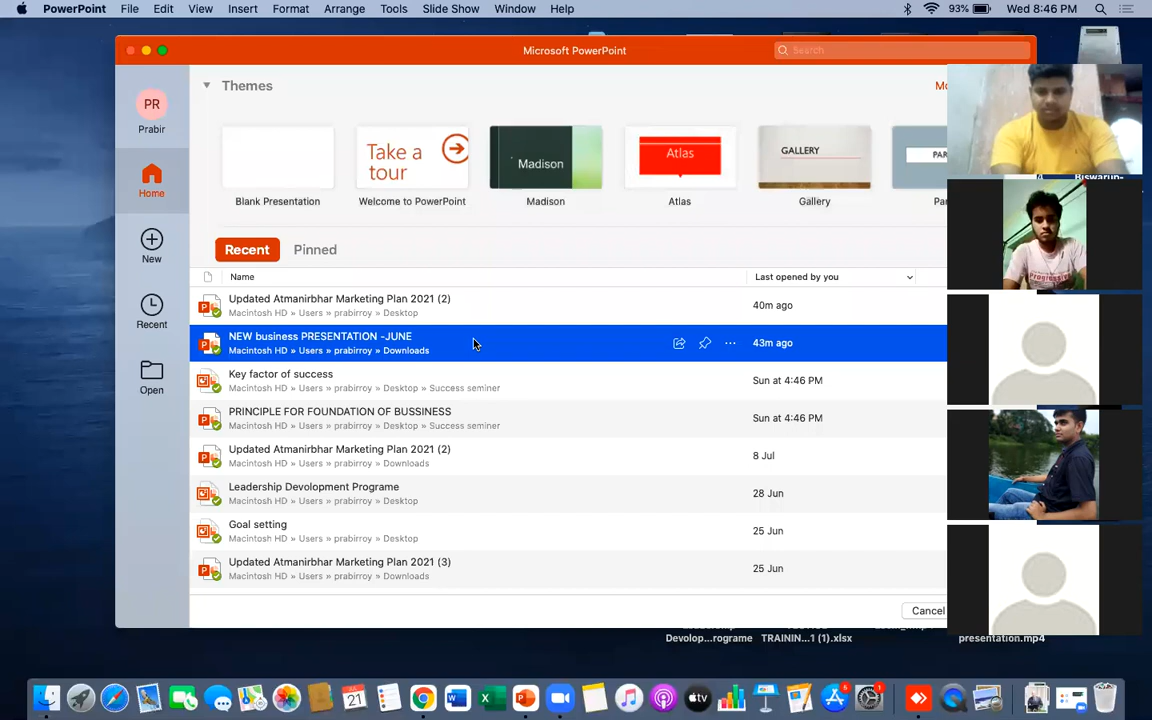 PowerPoint File Edit View Insert Format Arrange Tools Slide Show Window Help 93% Wed 8:46 PM
Microsoft PowerPoint
Search
PR
Prabir
Home
New
Recent
Open
Themes
Take a
tour
Madison
Atlas
GALLERY
PAR
Blank Presentation Welcome to PowerPoint Madison Atlas Gallery
Recent Pinned
Name Last opened by you
Updated Atmanirbhar Marketing Plan 2021 (2)
Macintosh HD » Users » prabirroy » Desktop
40m ago
NEW business PRESENTATION -JUNE
Macintosh HD » Users » prabirroy » Downloads
43m ago
Key factor of success
Macintosh HD » Users » prabirroy » Desktop » Success seminer
Sun at 4:46 PM
PRINCIPLE FOR FOUNDATION OF BUSSINESS
Macintosh HD » Users » prabirroy » Desktop » Success seminer
Sun at 4:46 PM
Updated Atmanirbhar Marketing Plan 2021 (2)
Macintosh HD » Users » prabirroy » Downloads
8 Jul
Leadership Devolopment Programe
Macintosh HD » Users » prabirroy » Desktop
28 Jun
Goal setting
Macintosh HD » Users » prabirroy » Desktop
25 Jun
Updated Atmanirbhar Marketing Plan 2021 (3)
Macintosh HD » Users » prabirroy » Downloads
25 Jun
Cancel
Develop...rograme TRAININ...1 (1).xlsx presentation.mp4
JUL
21
tv